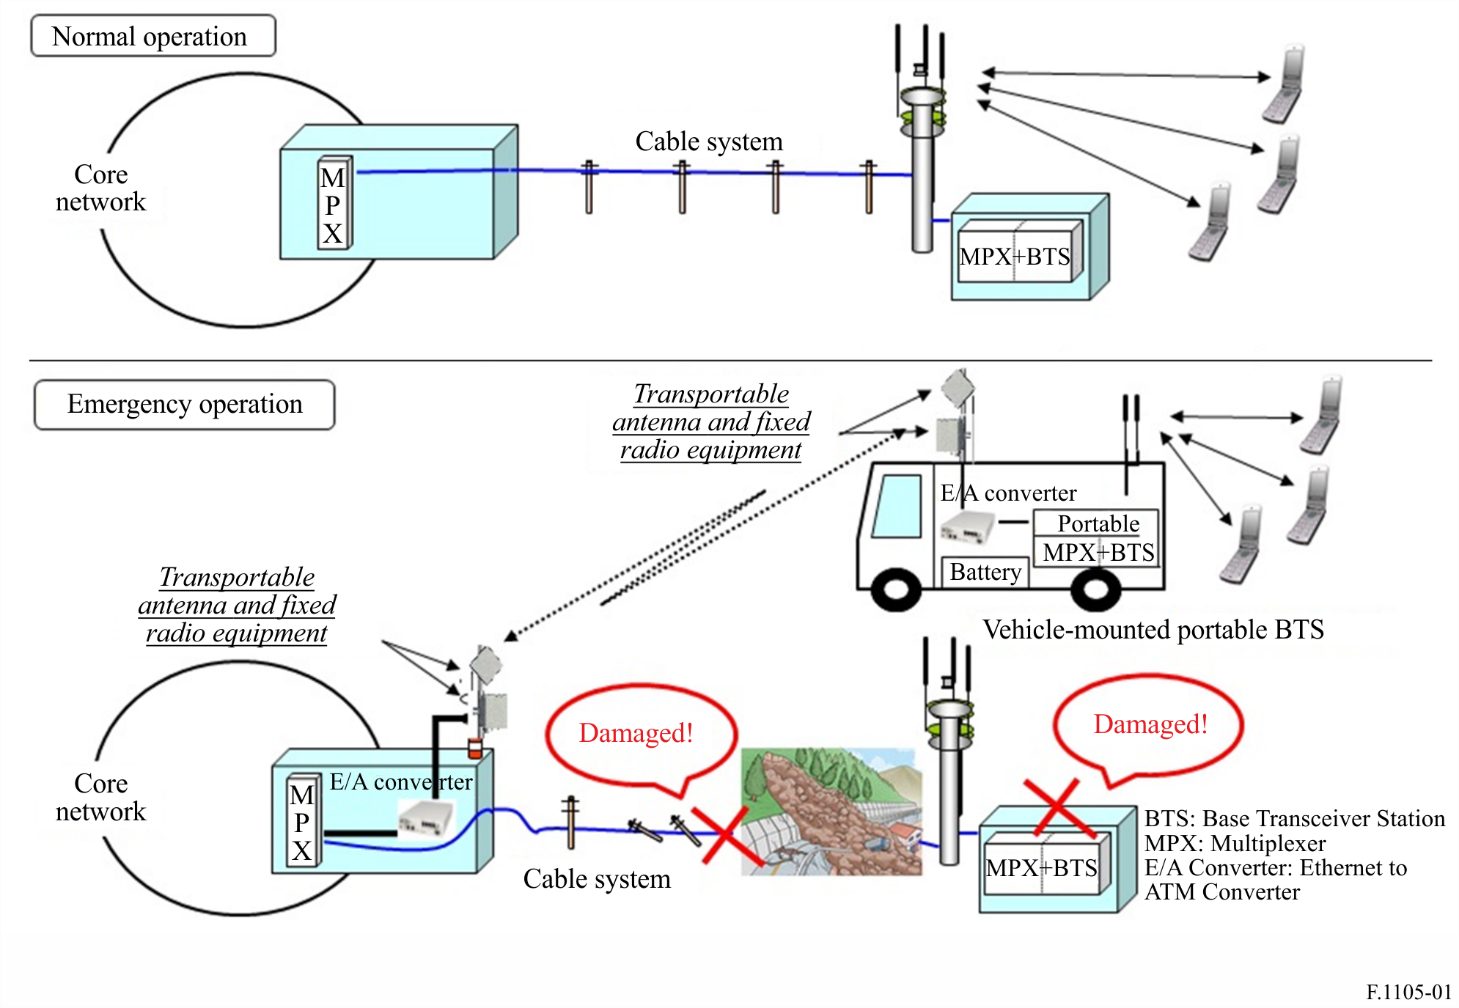 Normal operation
Core
network
M
P
X
Cable system
MPX+BTS
Emergency operation
Transportable
antenna and fixed
radio equipment
E/A converter
Portable
MPX+BTS
Battery
Vehicle-mounted portable BTS
Transportable
antenna and fixed
radio equipment
Core
network
E/A converter
M
P
X
Damaged!
Cable system
Damaged!
MPX+BTS
BTS: Base Transceiver Station
MPX: Multiplexer
E/A Converter: Ethernet to
ATM Converter
F.1105-01